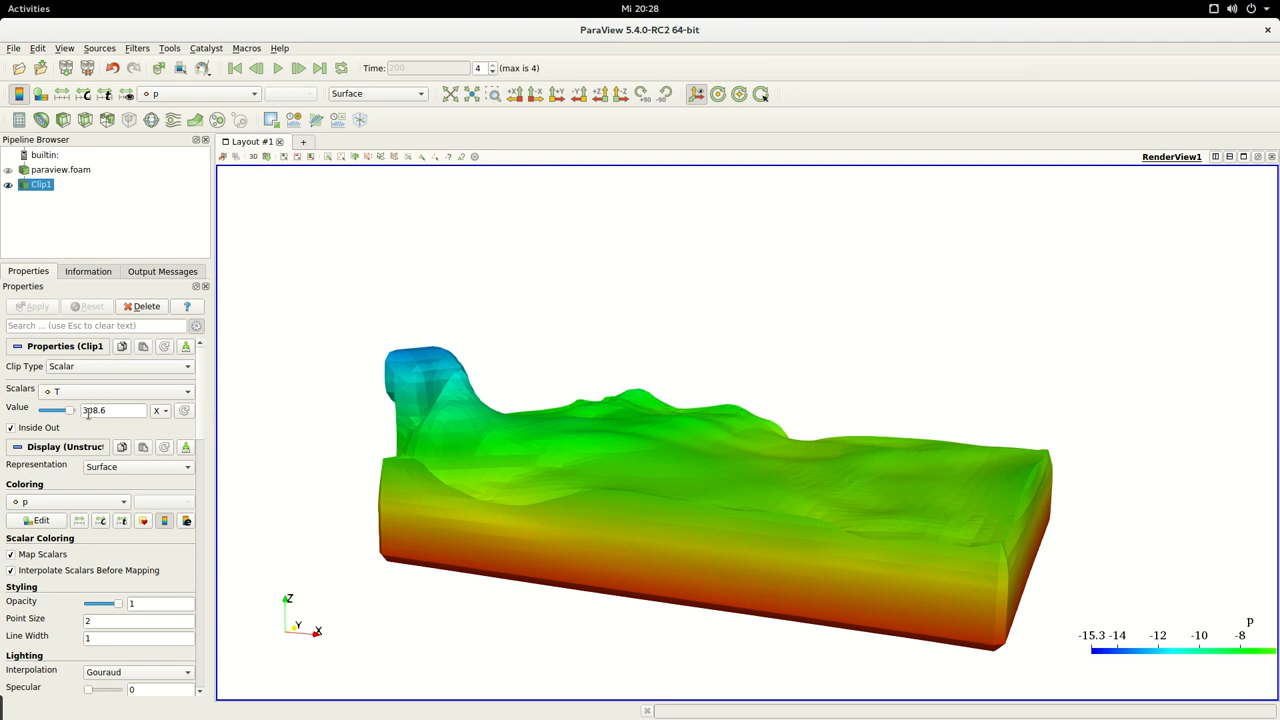 Activities
Mi 20:28
ParaView 5.4.0-RC2 64-bit
File Edit View Sources Filters Tools Catalyst Macros Help
Time: 200 4 (max is 4)
p Surface +X -X +Y -Y +Z -Z +90 -90
Pipeline Browser
Layout #1 +
builtin:
3D RenderView1
paraview.foam
Clip1
Properties Information Output Messages
Properties
Apply Reset Delete ?
Search ... (use Esc to clear text)
Properties (Clip1
Clip Type Scalar
Scalars T
Value X
Inside Out
Display (Unstruct
Representation Surface
Coloring
p
Edit
Scalar Coloring
Map Scalars
Interpolate Scalars Before Mapping
Styling
Opacity 1
Point Size 2
Line Width 1
Lighting
Interpolation Gouraud
Specular 0
Z
Y
X
p
-15.3 -14 -12 -10 -8